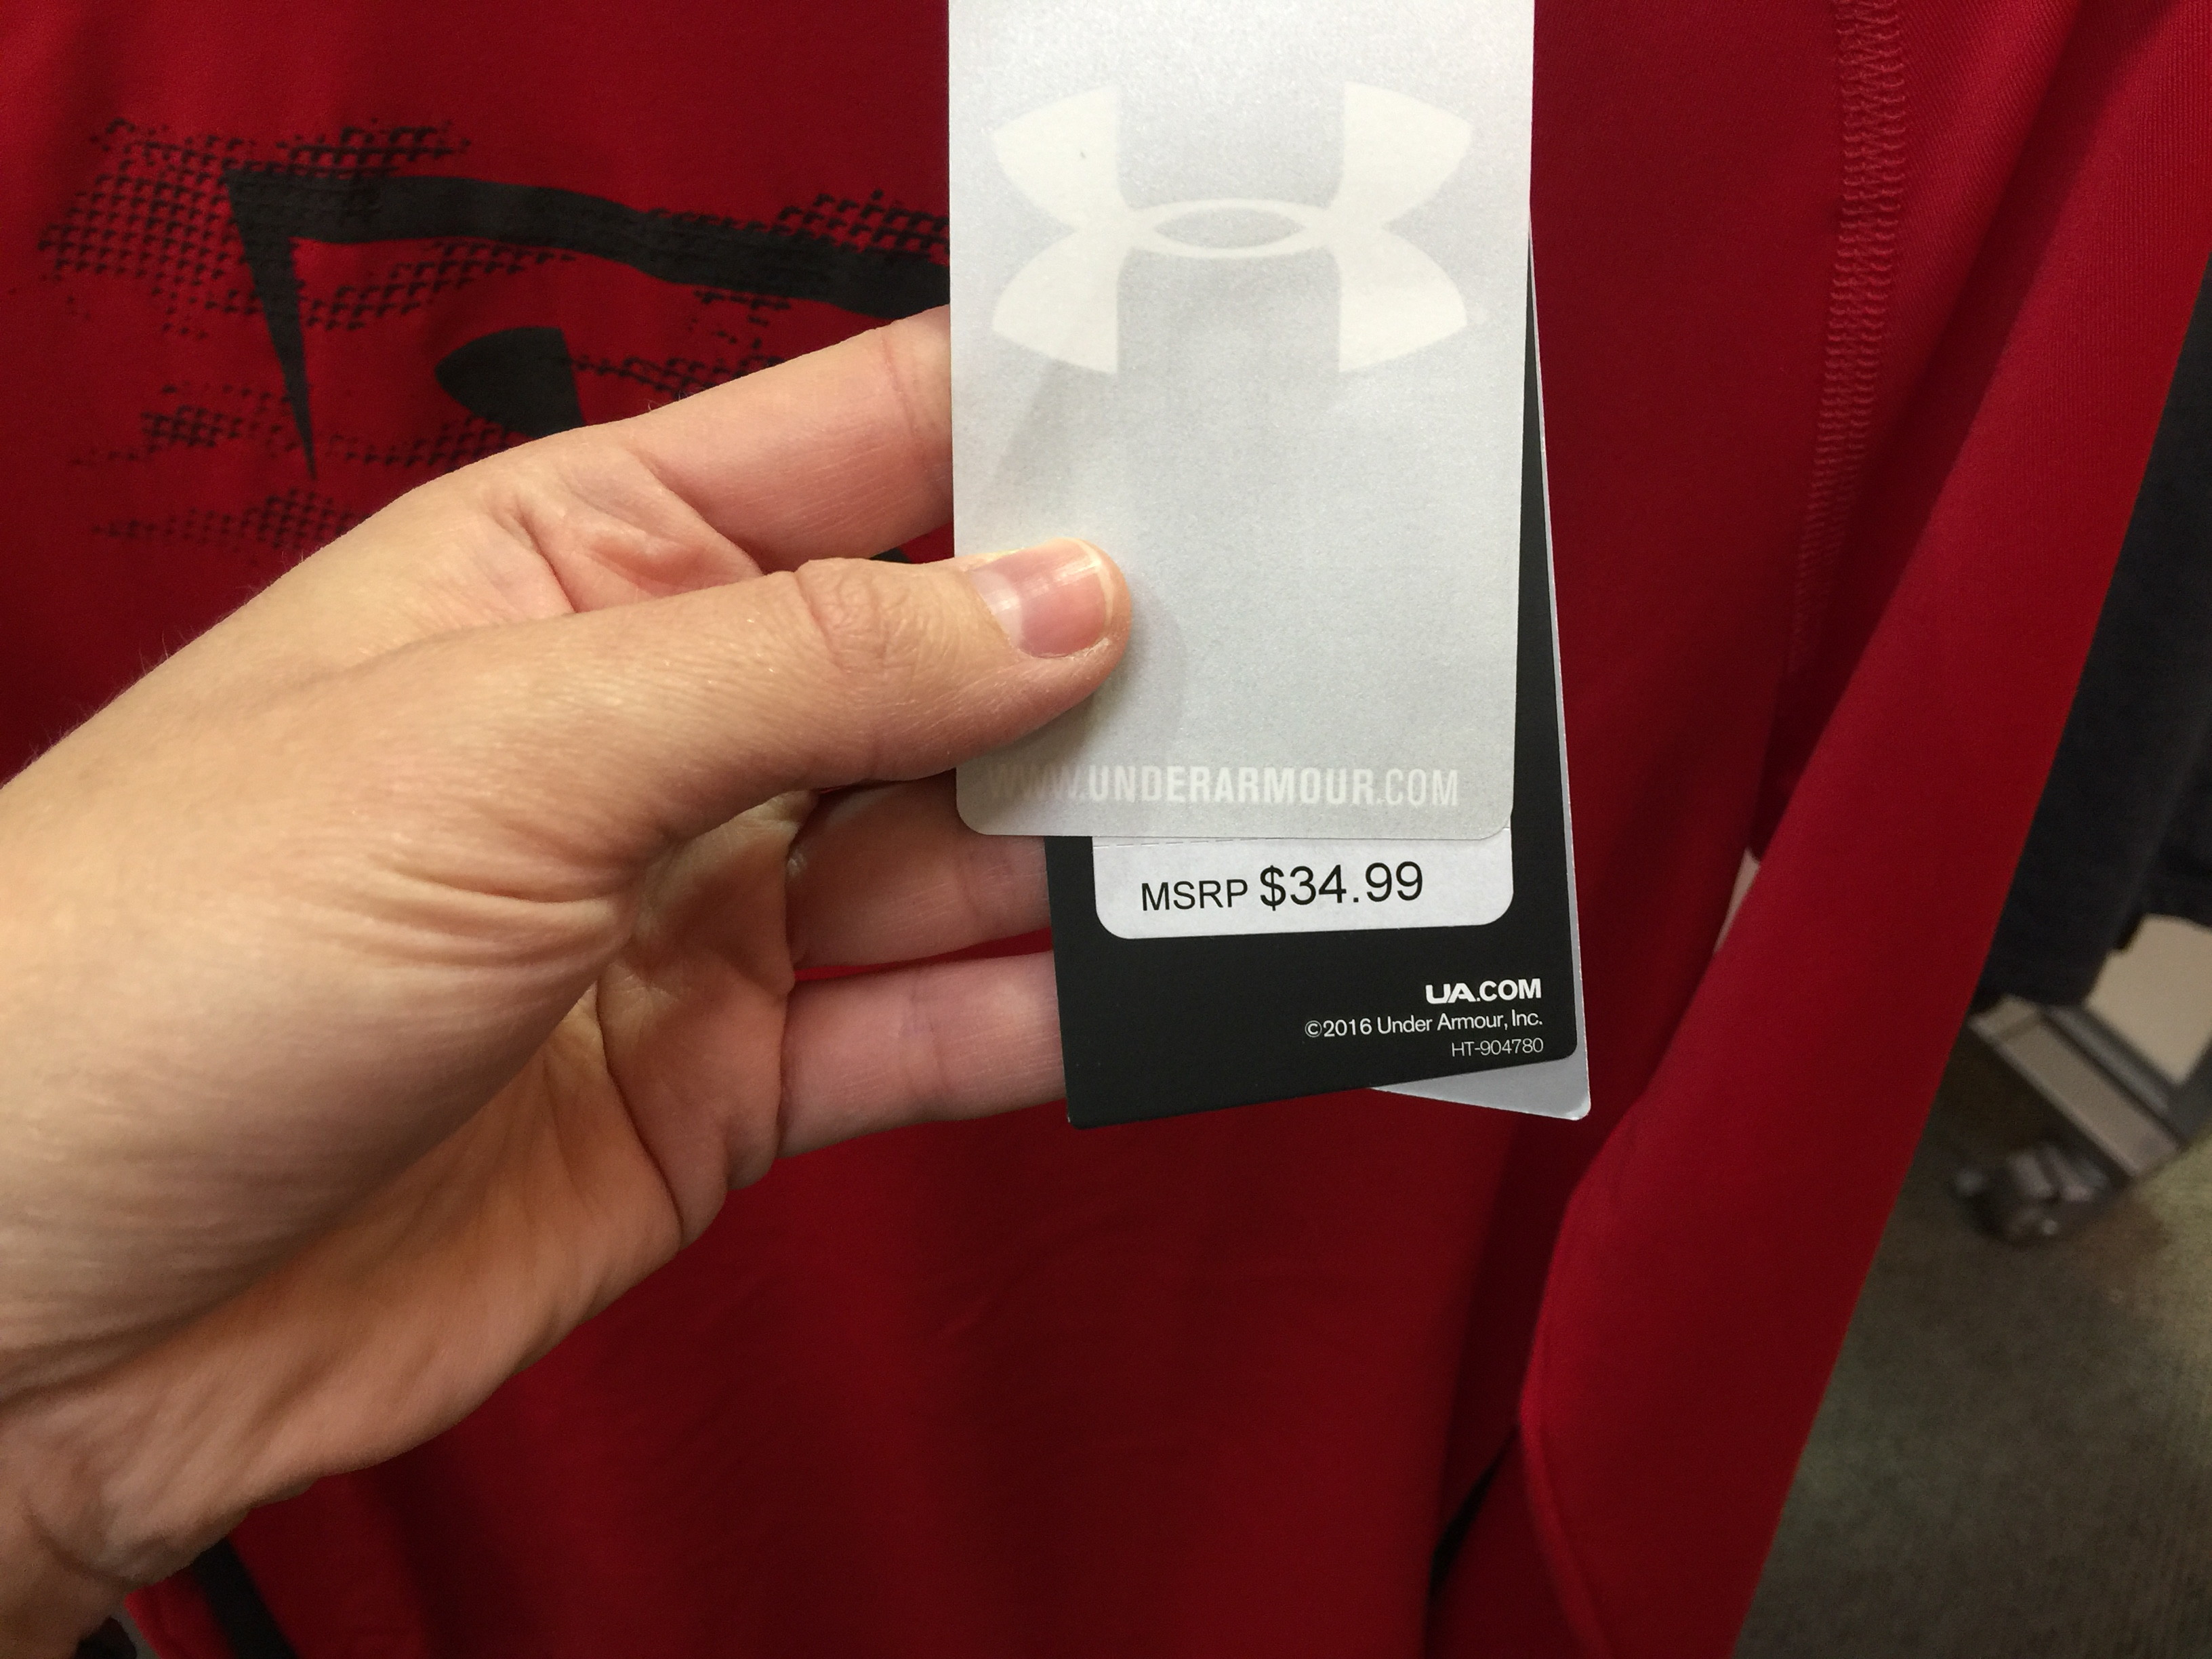 WWW.UNDERARMOUR.COM
MSRP $34.99
UA.COM
©2016 Under Armour, Inc.
HT-904780